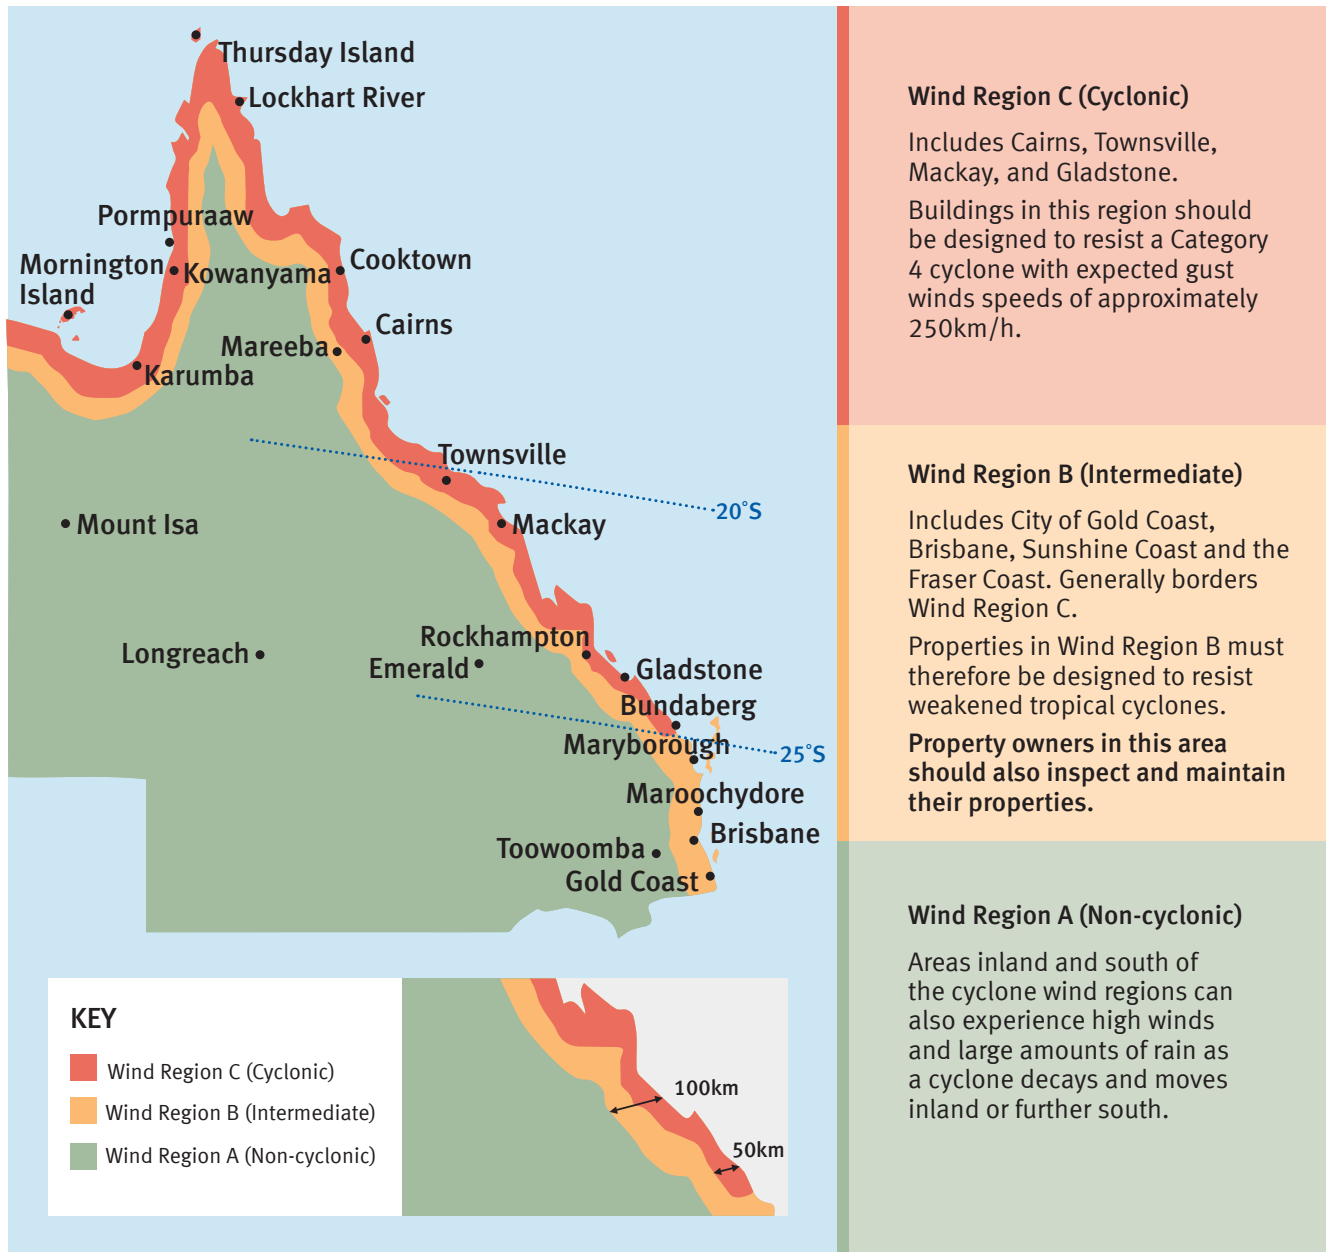 Thursday Island
Lockhart River
Pormpuraaw
Mornington
Island
Kowanyama
Cooktown
Cairns
Mareeba
Karumba
Townsville
20°S
Mount Isa
Mackay
Rockhampton
Longreach
Emerald
Gladstone
Bundaberg
Maryborough
25°S
Maroochydore
Brisbane
Toowoomba
Gold Coast
KEY
Wind Region C (Cyclonic)
Wind Region B (Intermediate)
Wind Region A (Non-cyclonic)
100km
50km
Wind Region C (Cyclonic)
Includes Cairns, Townsville,
Mackay, and Gladstone.
Buildings in this region should
be designed to resist a Category
4 cyclone with expected gust
winds speeds of approximately
250km/h.
Wind Region B (Intermediate)
Includes City of Gold Coast,
Brisbane, Sunshine Coast and the
Fraser Coast. Generally borders
Wind Region C.
Properties in Wind Region B must
therefore be designed to resist
weakened tropical cyclones.
Property owners in this area
should also inspect and maintain
their properties.
Wind Region A (Non-cyclonic)
Areas inland and south of
the cyclone wind regions can
also experience high winds
and large amounts of rain as
a cyclone decays and moves
inland or further south.